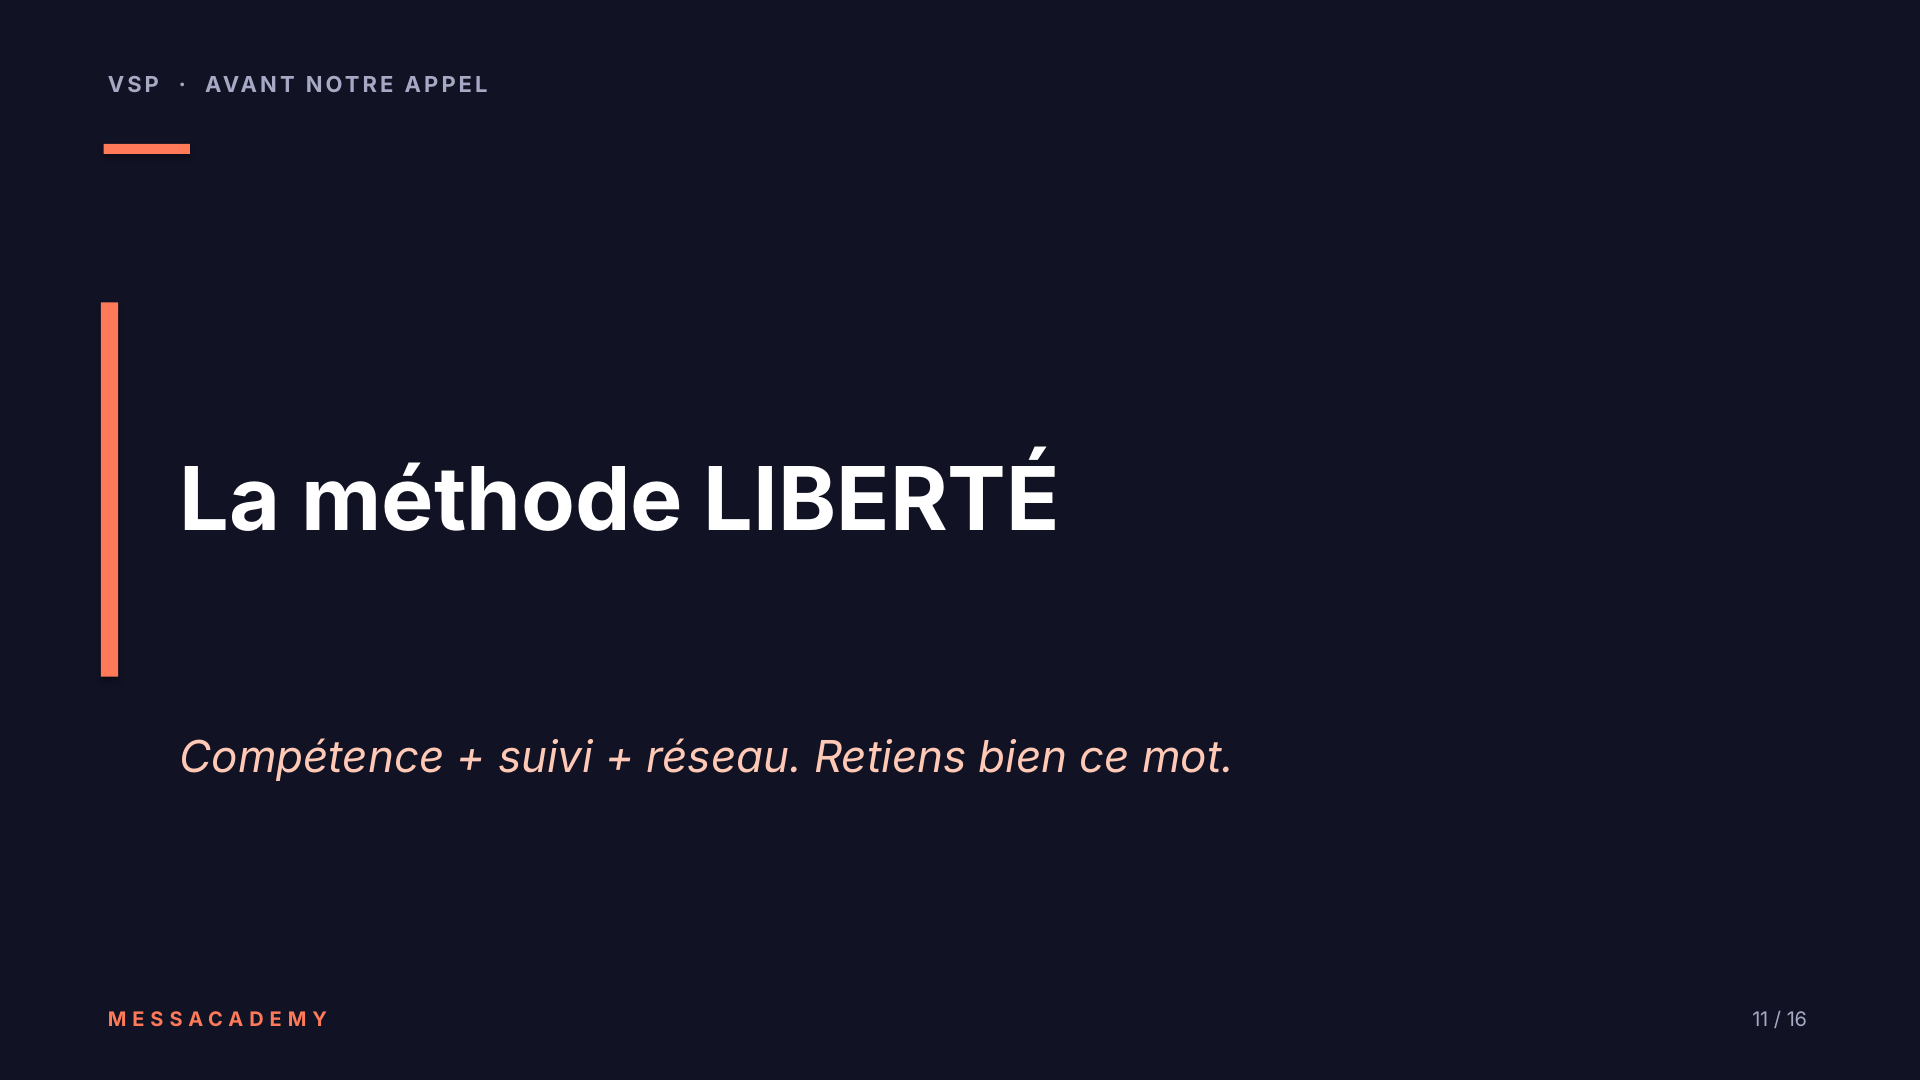 VSP · AVANT NOTRE APPEL
La méthode LIBERTÉ
Compétence + suivi + réseau. Retiens bien ce mot.
MESSACADEMY
11 / 16